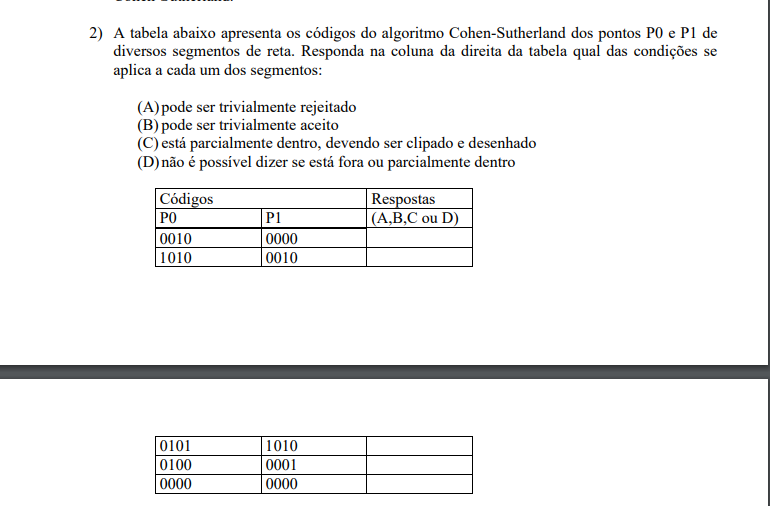 2) A tabela abaixo apresenta os códigos do algoritmo Cohen-Sutherland dos pontos P0 e P1 de
diversos segmentos de reta. Responda na coluna da direita da tabela qual das condições se
aplica a cada um dos segmentos:
(A) pode ser trivialmente rejeitado
(B) pode ser trivialmente aceito
(C) está parcialmente dentro, devendo ser clipado e desenhado
(D) não é possível dizer se está fora ou parcialmente dentro
Códigos Respostas
P0 P1 (A,B,C ou D)
0010 0000
1010 0010
0101 1010
0100 0001
0000 0000